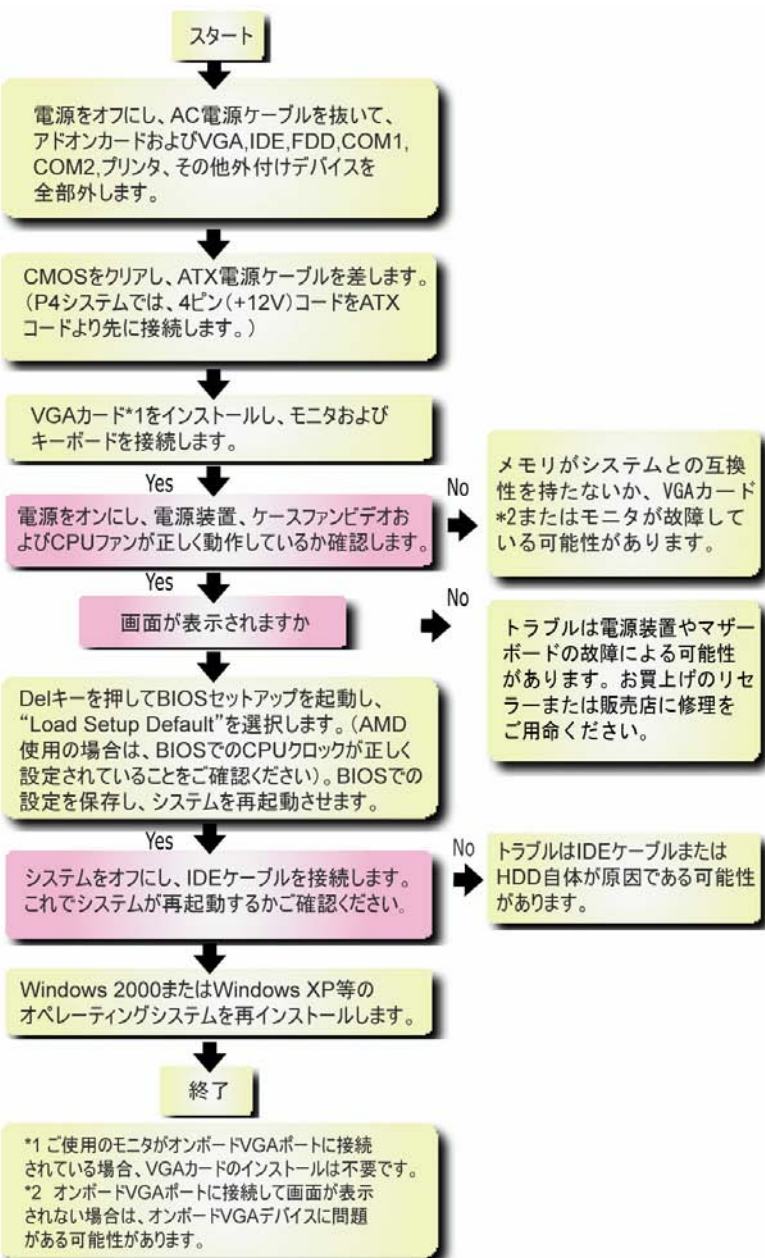 スタート
電源をオフにし、AC電源ケーブルを抜いて、
アドオンカードおよびVGA,IDE,FDD,COM1,
COM2,プリンタ、その他外付けデバイスを
全部外します。
CMOSをクリアし、ATX電源ケーブルを差します。
(P4システムでは、4ピン(+12V)コードをATX
コードより先に接続します。)
VGAカード*1をインストールし、モニタおよび
キーボードを接続します。
Yes
No
電源をオンにし、電源装置、ケースファンビデオお
よびCPUファンが正しく動作しているか確認します。
メモリがシステムとの互換
性を持たないか、VGAカード
*2またはモニタが故障して
いる可能性があります。
Yes
No
画面が表示されますか
トラブルは電源装置やマザー
ボードの故障による可能性
があります。お買上げのリセ
ラーまたは販売店に修理を
ご用命ください。
Delキーを押してBIOSセットアップを起動し、
“Load Setup Default”を選択します。(AMD
使用の場合は、BIOSでのCPUクロックが正しく
設定されていることをご確認ください)。BIOSでの
設定を保存し、システムを再起動させます。
Yes
No
システムをオフにし、IDEケーブルを接続します。
これでシステムが再起動するかご確認ください。
トラブルはIDEケーブルまたは
HDD自体が原因である可能性
があります。
Windows 2000またはWindows XP等の
オペレーティングシステムを再インストールします。
終了
*1 ご使用のモニタがオンボードVGAポートに接続
されている場合、VGAカードのインストールは不要です。
*2 オンボードVGAポートに接続して画面が表示
されない場合は、オンボードVGAデバイスに問題
がある可能性があります。